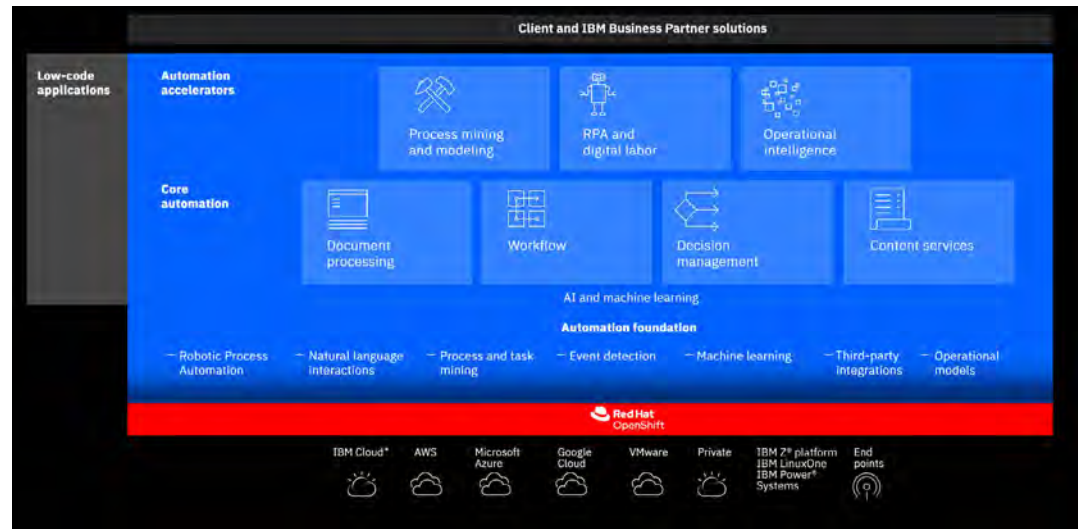 Client and IBM Business Partner solutions
Low-code
applications
Automation
accelerators
Process mining
and modeling
RPA and
digital labor
Operational
intelligence
Core
automation
Document
processing
Workflow
Decision
management
Content services
AI and machine learning
Automation foundation
— Robotic Process
Automation
— Natural language
interactions
— Process and task
mining
— Event detection
— Machine learning
— Third-party
integrations
— Operational
models
Red Hat
OpenShift
IBM Cloud®
AWS
Microsoft
Azure
Google
Cloud
VMware
Private
IBM Z® platform
IBM LinuxOne
IBM Power®
Systems
End
points